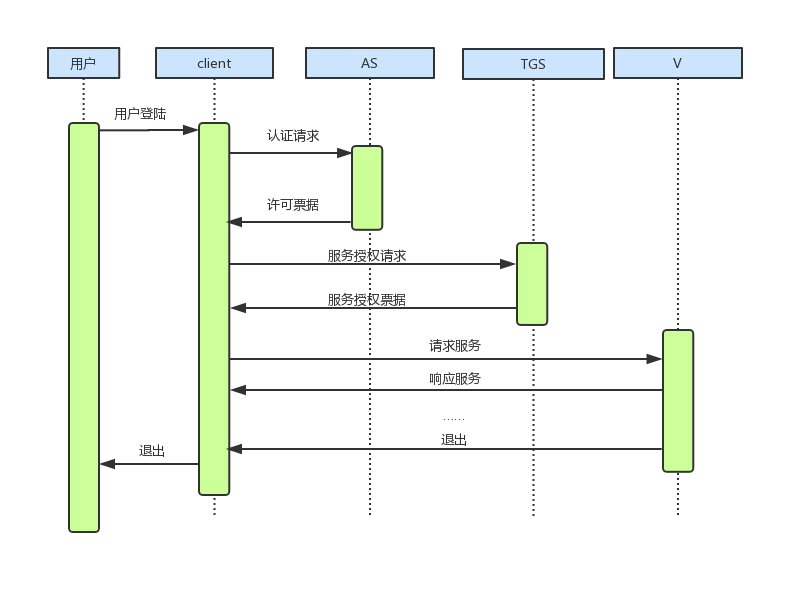 用户
client
AS
TGS
V
用户登陆
认证请求
许可票据
服务授权请求
服务授权票据
请求服务
响应服务
……
退出
退出